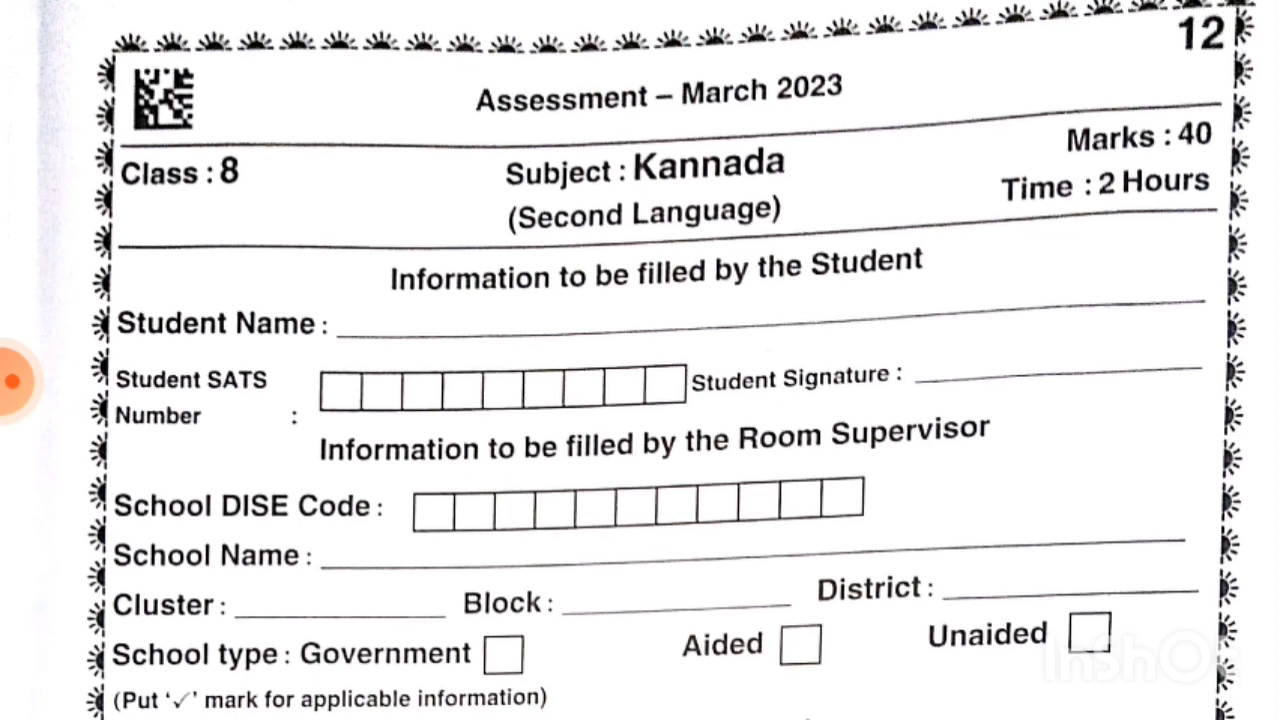 12
Assessment – March 2023
Class : 8
Subject : Kannada
Marks : 40
(Second Language)
Time : 2 Hours
Information to be filled by the Student
Student Name :
Student SATS
Number :
Student Signature :
Information to be filled by the Room Supervisor
School DISE Code :
School Name :
Cluster : Block : District :
School type : Government Aided Unaided
(Put ‘✓’ mark for applicable information)
InShOt